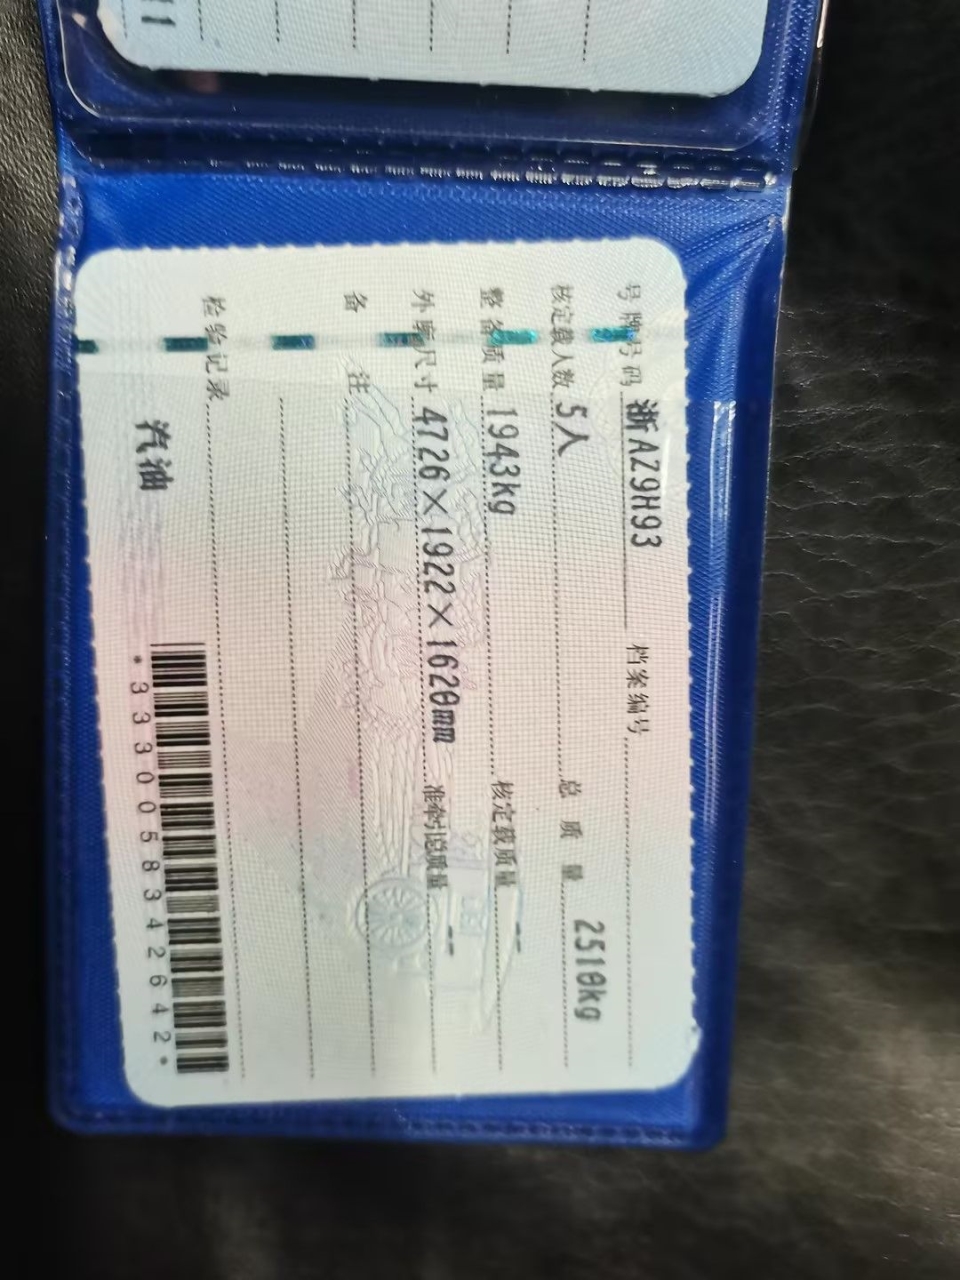 11
号牌号码 浙AZ9H93 档案编号
核定载人数 5人 总质量 2510kg
整备质量 1943kg 核定载质量 --
外廓尺寸 4726×1922×1620mm 准牵引总质量 --
备注
检验记录
汽油
*3330058342642*